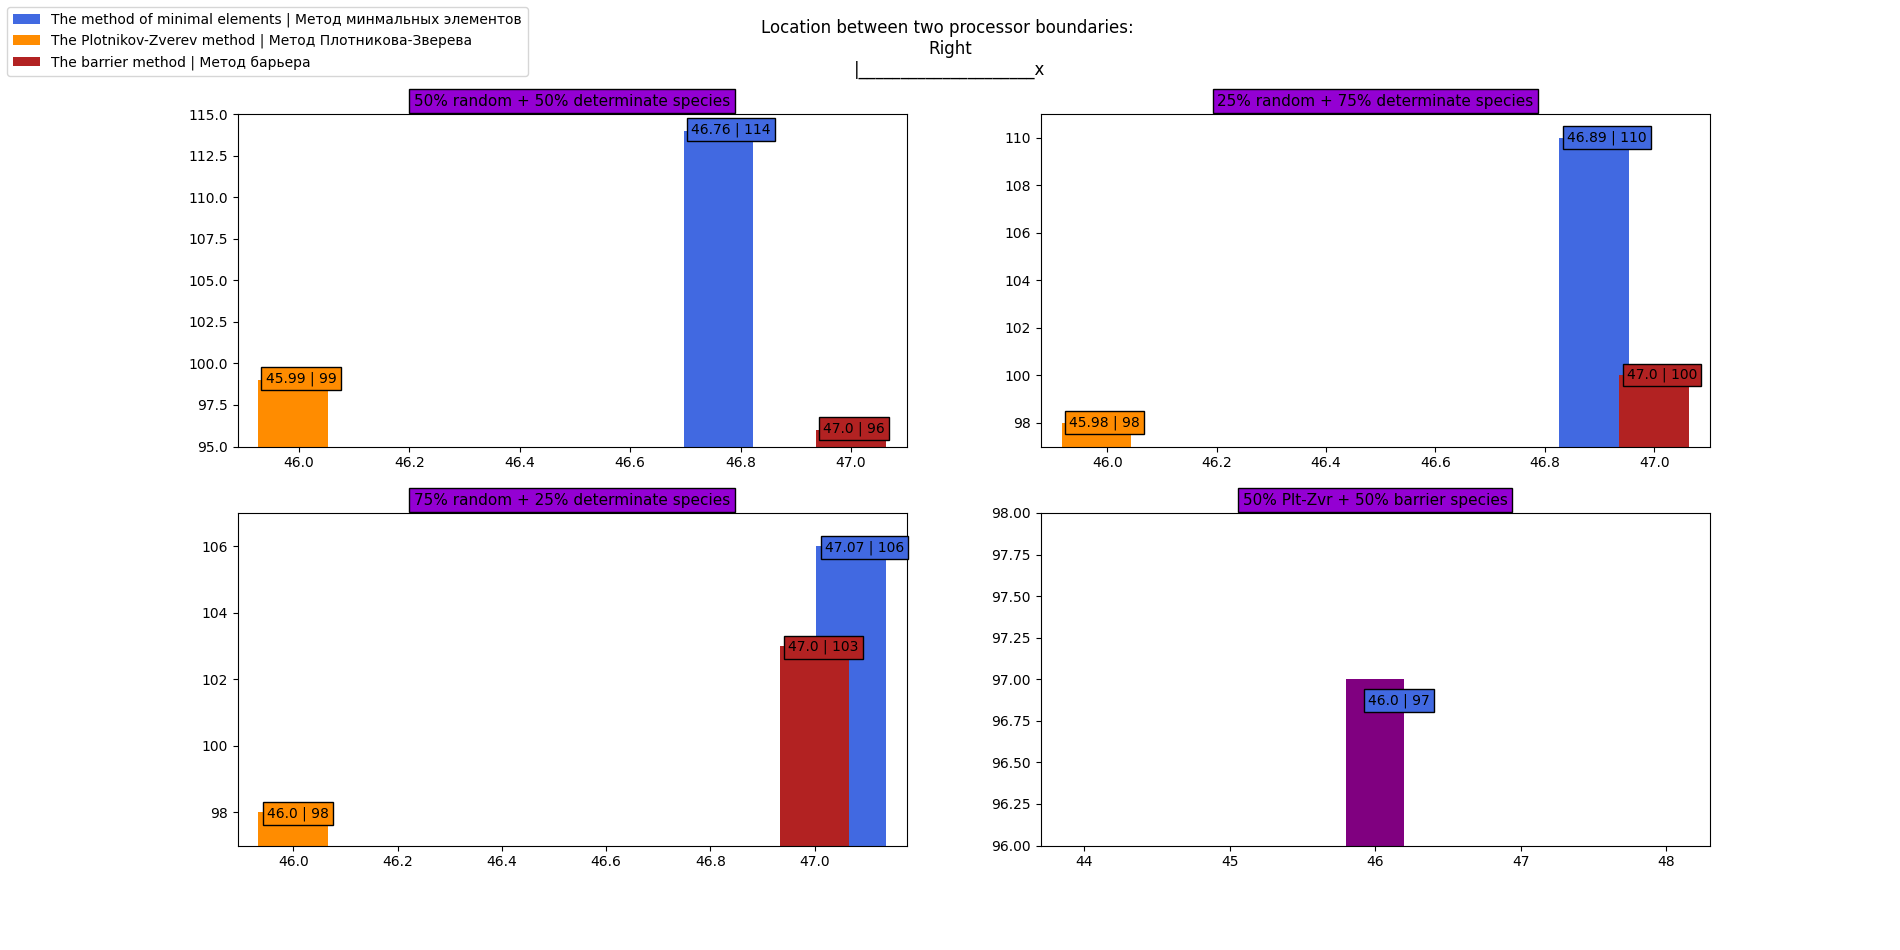 The method of minimal elements | Метод минмальных элементов
The Plotnikov-Zverev method | Метод Плотникова-Зверева
The barrier method | Метод барьера
Location between two processor boundaries:
Right
|_____________________x
50% random + 50% determinate species
115.0
112.5
110.0
107.5
105.0
102.5
100.0
97.5
95.0
46.76 | 114
45.99 | 99
47.0 | 96
46.0 46.2 46.4 46.6 46.8 47.0
25% random + 75% determinate species
110
108
106
104
102
100
98
46.89 | 110
47.0 | 100
45.98 | 98
46.0 46.2 46.4 46.6 46.8 47.0
75% random + 25% determinate species
106
104
102
100
98
47.07 | 106
47.0 | 103
46.0 | 98
46.0 46.2 46.4 46.6 46.8 47.0
50% Plt-Zvr + 50% barrier species
98.00
97.75
97.50
97.25
97.00
96.75
96.50
96.25
96.00
46.0 | 97
44 45 46 47 48